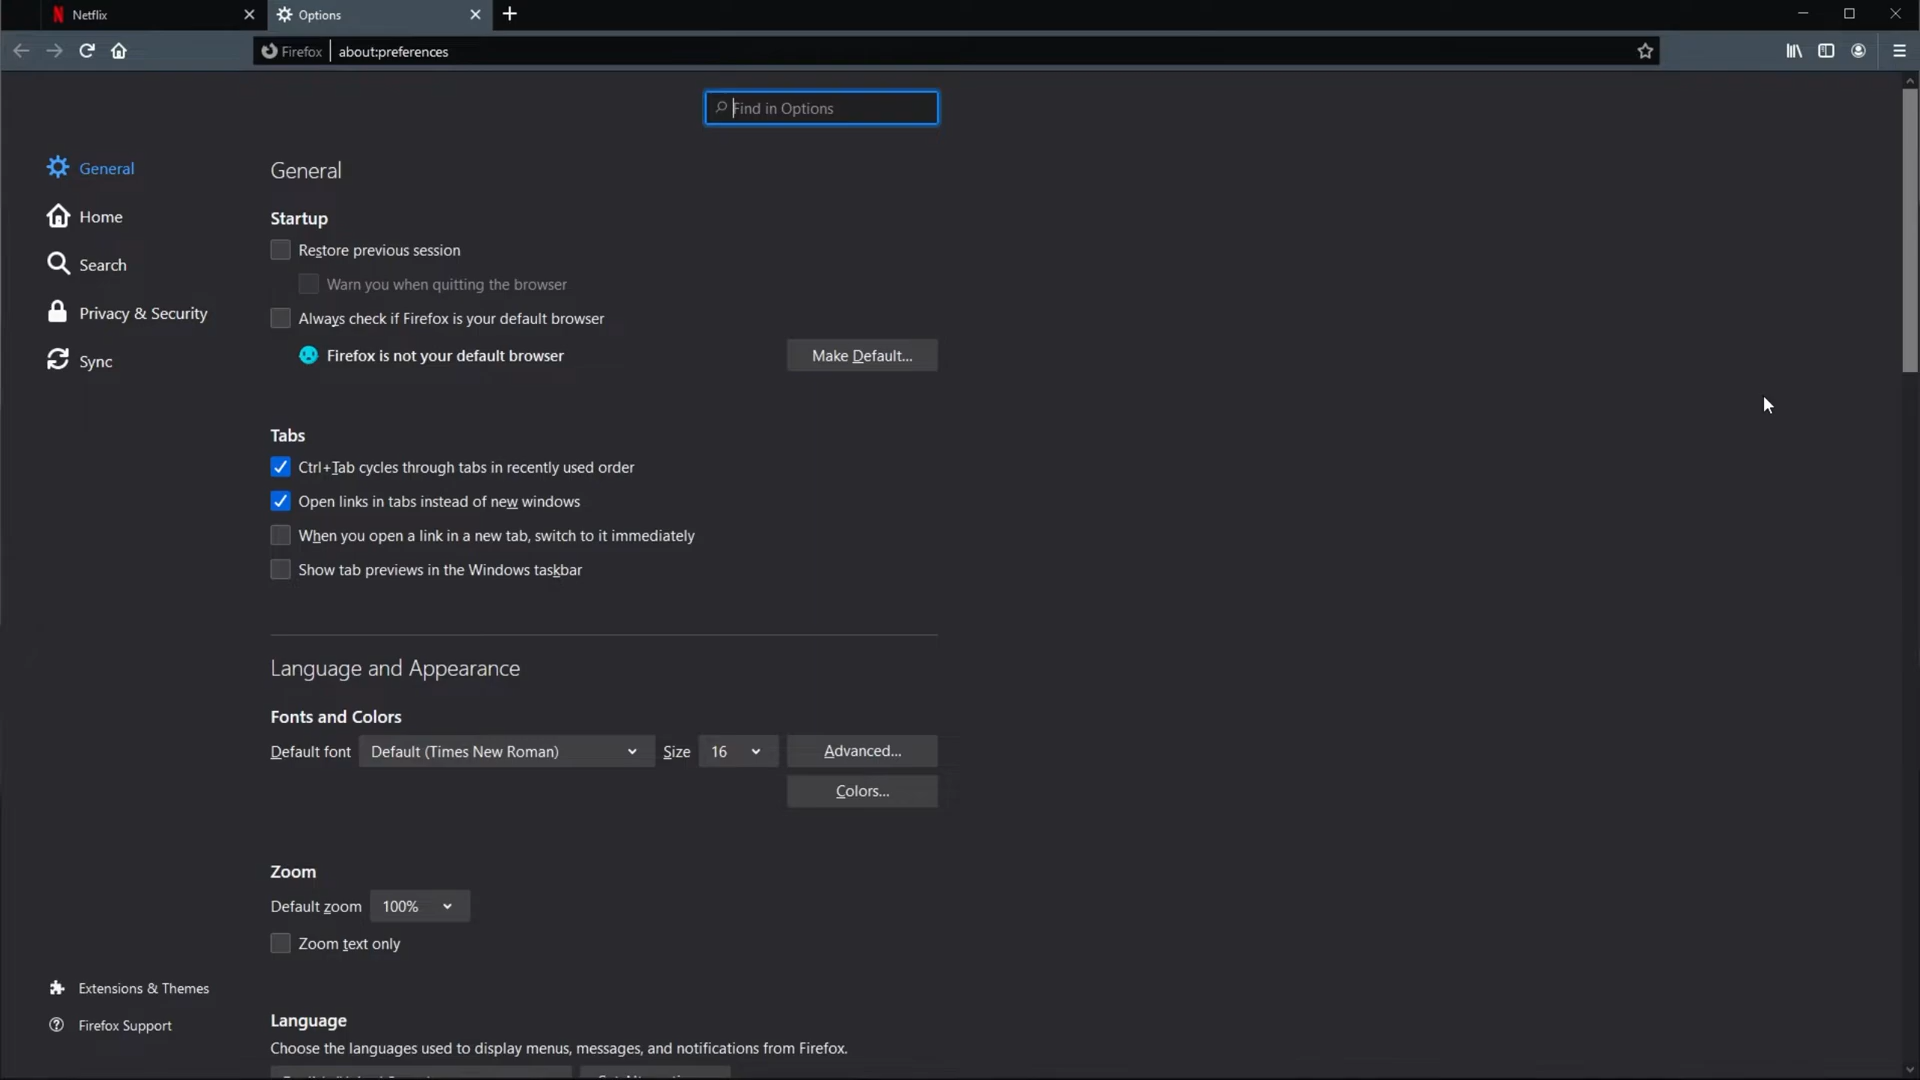 Netflix
Options
Firefox
about:preferences
Find in Options
General
Home
Search
Privacy & Security
Sync
General
Startup
Restore previous session
Warn you when quitting the browser
Always check if Firefox is your default browser
Firefox is not your default browser
Make Default...
Tabs
Ctrl+Tab cycles through tabs in recently used order
Open links in tabs instead of new windows
When you open a link in a new tab, switch to it immediately
Show tab previews in the Windows taskbar
Language and Appearance
Fonts and Colors
Default font Default (Times New Roman) Size 16 Advanced...
Colors...
Zoom
Default zoom 100%
Zoom text only
Extensions & Themes
Firefox Support
Language
Choose the languages used to display menus, messages, and notifications from Firefox.